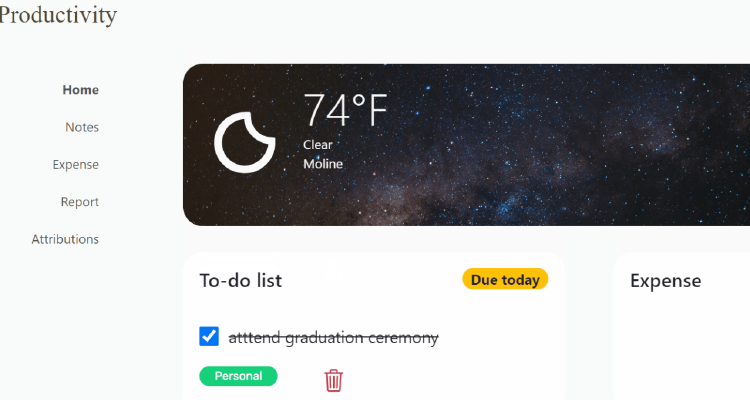 Productivity
Home
Notes
Expense
Report
Attributions
74°F
Clear
Moline
To-do list
Due today
atttend graduation ceremony
Personal
Expense